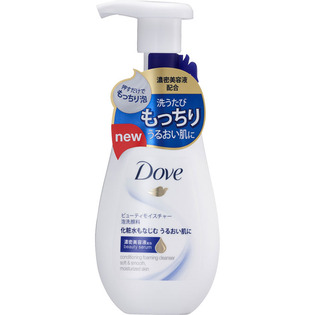 濃密美容液
配合
押すだけで
もっちり泡
洗うたび
もっちり
うるおい肌に
new
Dove
ビューティモイスチャー
泡洗顔料
化粧水もなじむ うるおい肌に
濃密美容液配合
beauty serum
conditioning foaming cleanser
soft & smooth
moisturized skin